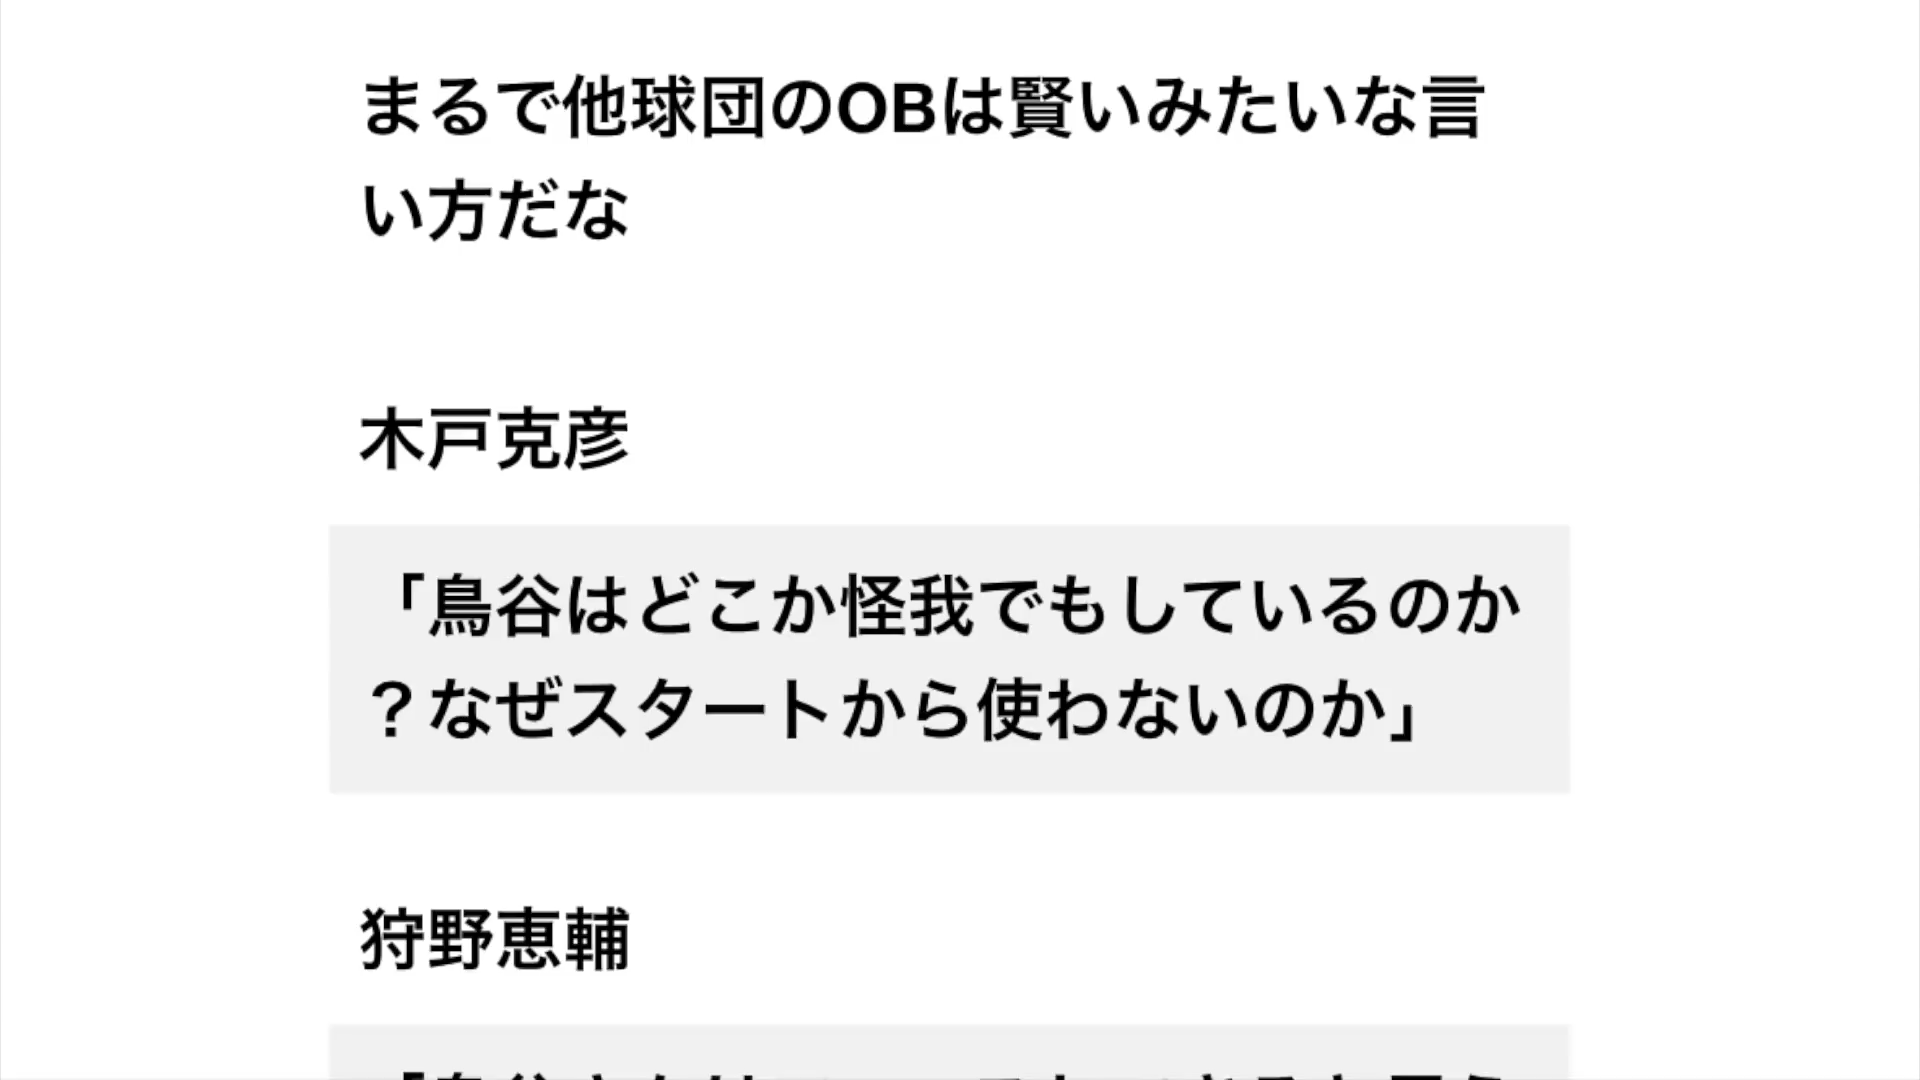 まるで他球団のOBは賢いみたいな言
い方だな
木戸克彦
「鳥谷はどこか怪我でもしているのか
？なぜスタートから使わないのか」
狩野恵輔